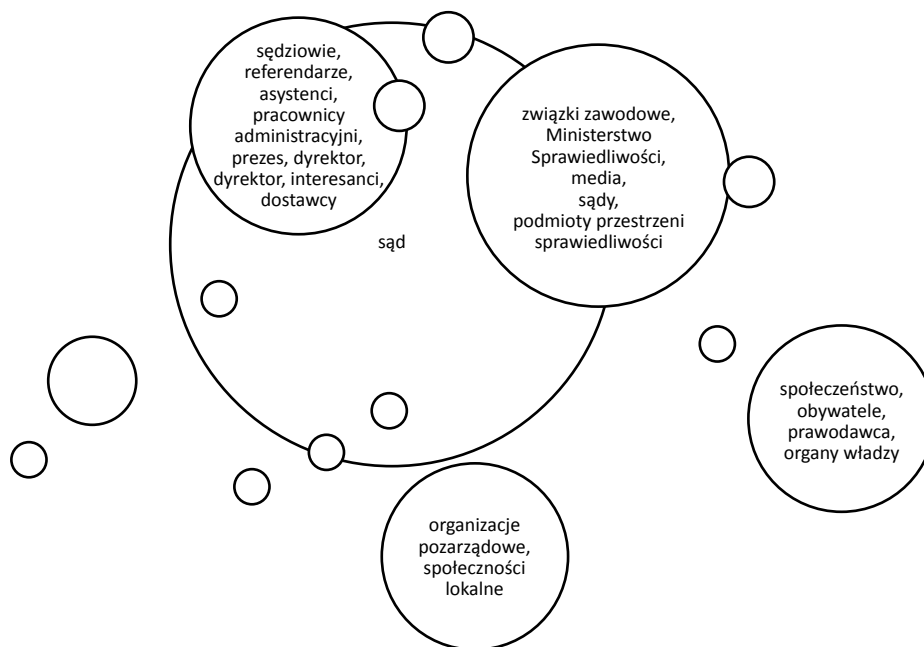 sędziowie,
referendarze,
asystenci,
pracownicy
administracyjni,
prezes, dyrektor,
dyrektor, interesanci,
dostawcy
związki zawodowe,
Ministerstwo
Sprawiedliwości,
media,
sądy,
podmioty przestrzeni
sprawiedliwości
sąd
społeczeństwo,
obywatele,
prawodawca,
organy władzy
organizacje
pozarządowe,
społeczności
lokalne